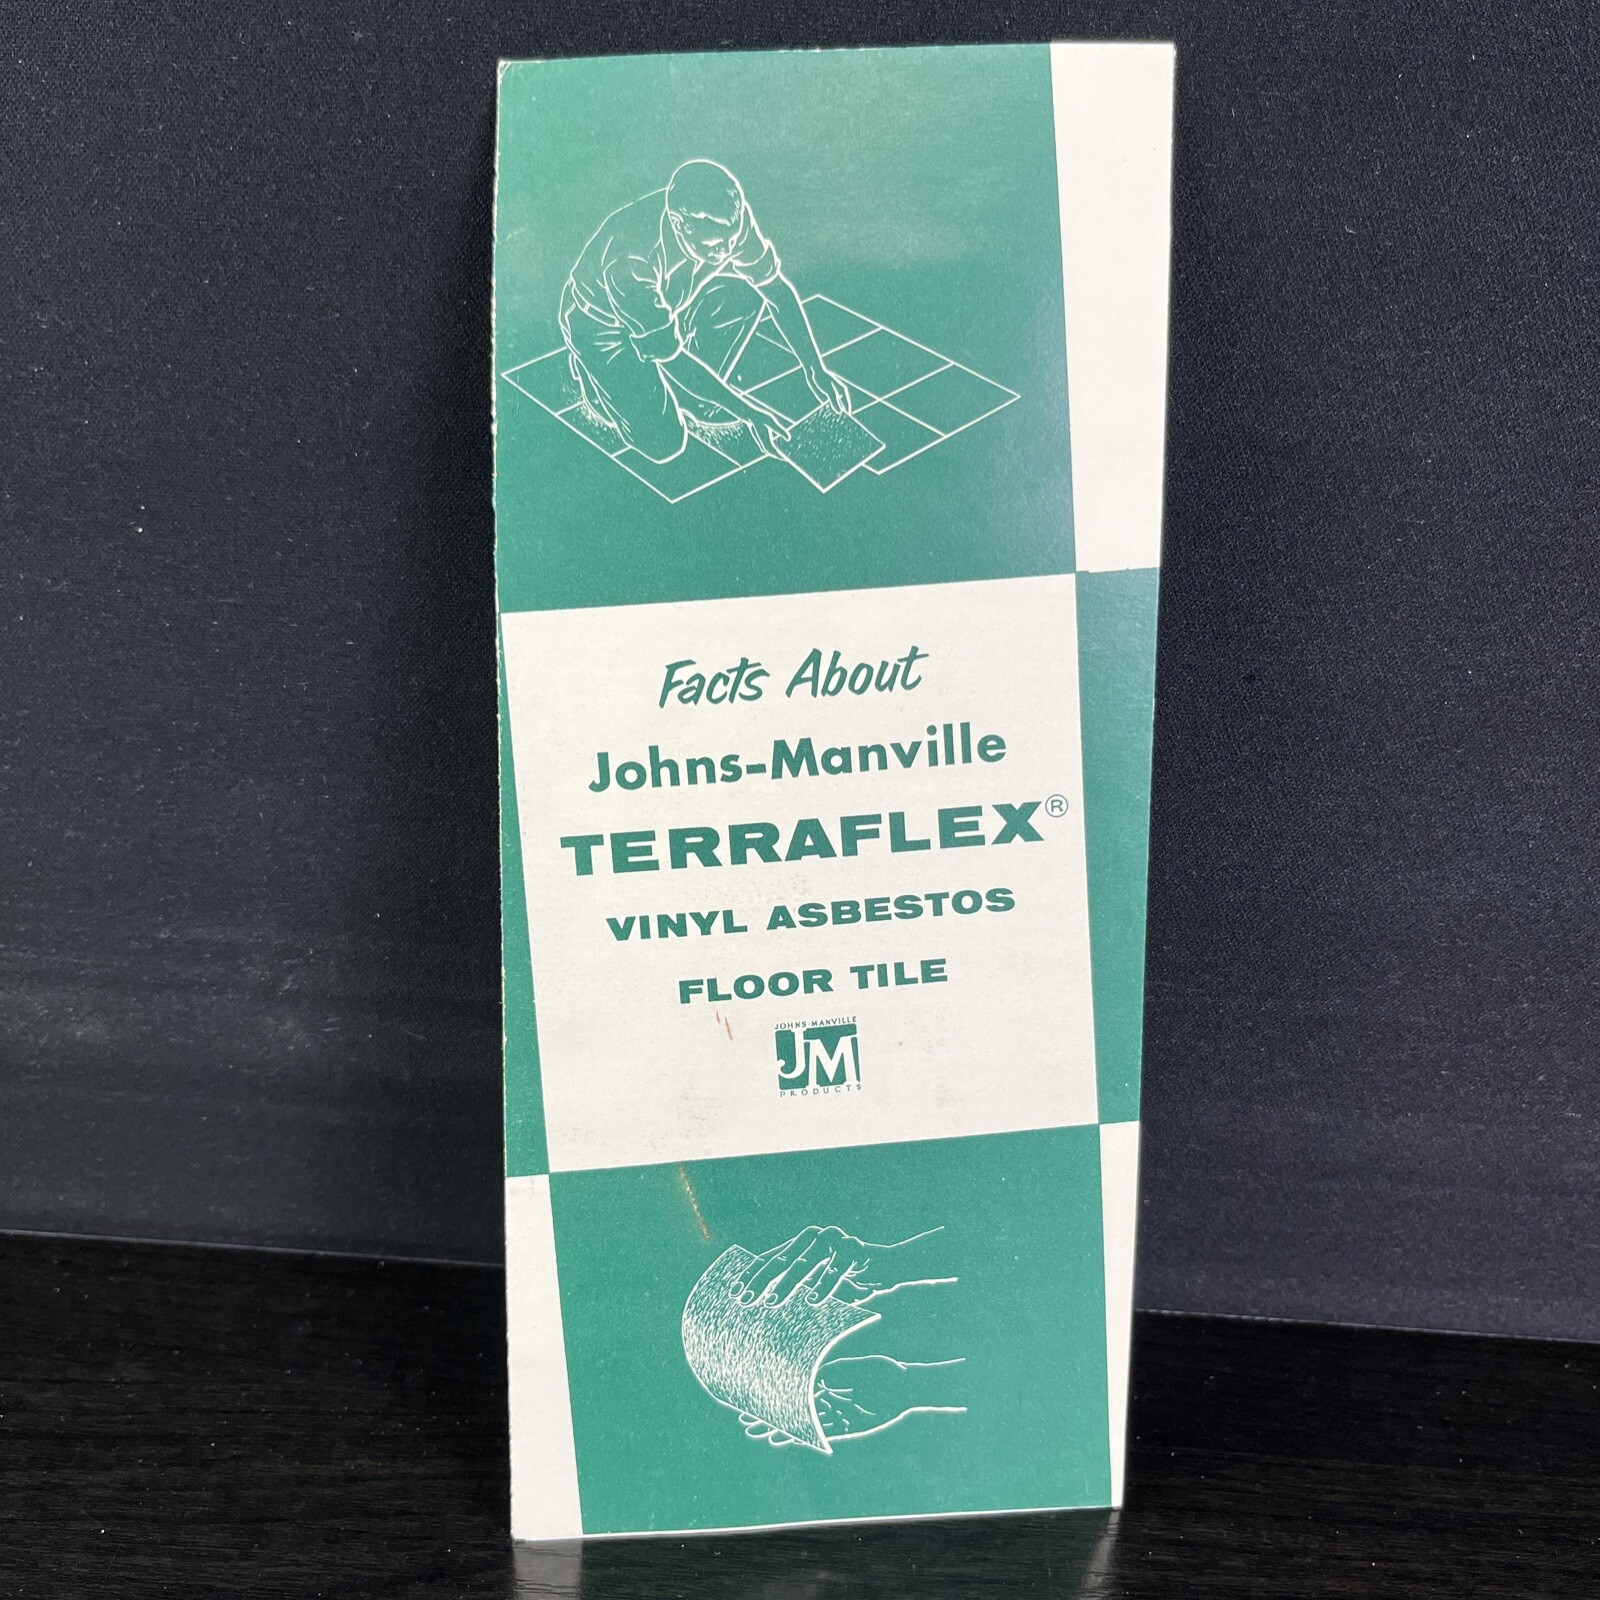 Facts About
Johns-Manville
TERRAFLEX®
VINYL ASBESTOS
FLOOR TILE
JOHNS-MANVILLE
JM
PRODUCTS